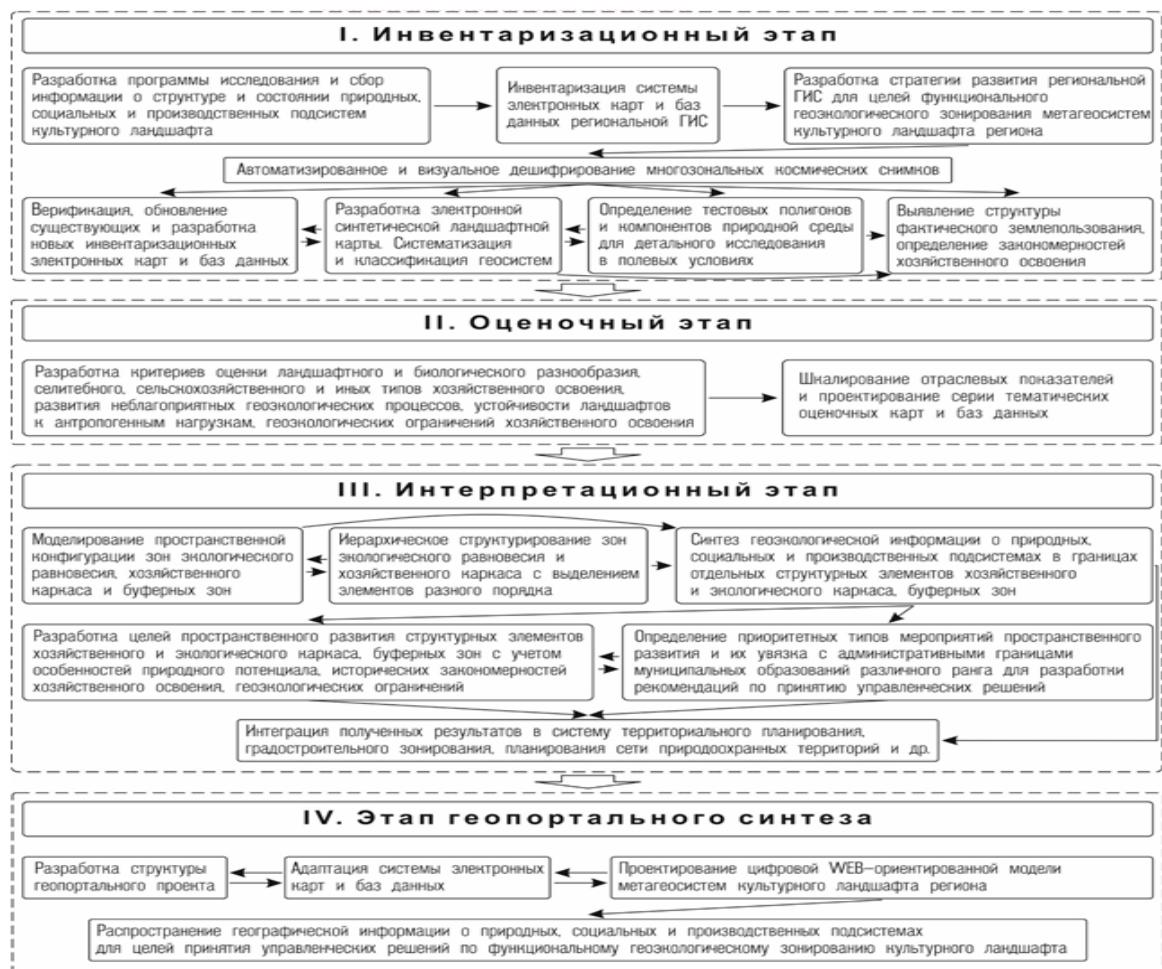 I. Инвентаризационный этап
Разработка программы исследования и сбор
информации о структуре и состоянии природных,
социальных и производственных подсистем
культурного ландшафта
Инвентаризация системы
электронных карт и баз
данных региональной ГИС
Разработка стратегии развития региональной
ГИС для целей функционального
геоэкологического зонирования метагеосистем
культурного ландшафта региона
Автоматизированное и визуальное дешифрирование многозональных космических снимков
Верификация, обновление
существующих и разработка
новых инвентаризационных
электронных карт и баз данных
Разработка электронной
синтетической ландшафтной
карты. Систематизация
и классификация геосистем
Определение тестовых полигонов
и компонентов природной среды
для детального исследования
в полевых условиях
Выявление структуры
фактического землепользования,
определение закономерностей
хозяйственного освоения
II. Оценочный этап
Разработка критериев оценки ландшафтного и биологического разнообразия,
селитебного, сельскохозяйственного и иных типов хозяйственного освоения,
развития неблагоприятных геоэкологических процессов, устойчивости ландшафтов
к антропогенным нагрузкам, геоэкологических ограничений хозяйственного освоения
Шкалирование отраслевых показателей
и проектирование серии тематических
оценочных карт и баз данных
III. Интерпретационный этап
Моделирование пространственной
конфигурации зон экологического
равновесия, хозяйственного
каркаса и буферных зон
Иерархическое структурирование зон
экологического равновесия и
хозяйственного каркаса с выделением
элементов разного порядка
Синтез геоэкологической информации о природных,
социальных и производственных подсистемах в границах
отдельных структурных элементов хозяйственного
и экологического каркаса, буферных зон
Разработка целей пространственного развития структурных элементов
хозяйственного и экологического каркаса, буферных зон с учетом
особенностей природного потенциала, исторических закономерностей
хозяйственного освоения, геоэкологических ограничений
Определение приоритетных типов мероприятий пространственного
развития и их увязка с административными границами
муниципальных образований различного ранга для разработки
рекомендаций по принятию управленческих решений
Интеграция полученных результатов в систему территориального планирования,
градостроительного зонирования, планирования сети природоохранных территорий и др.
IV. Этап геопортального синтеза
Разработка структуры
геопортального проекта
Адаптация системы электронных
карт и баз данных
Проектирование цифровой WEB-ориентированной модели
метагеосистем культурного ландшафта региона
Распространение географической информации о природных, социальных и производственных подсистемах
для целей принятия управленческих решений по функциональному геоэкологическому зонированию культурного ландшафта